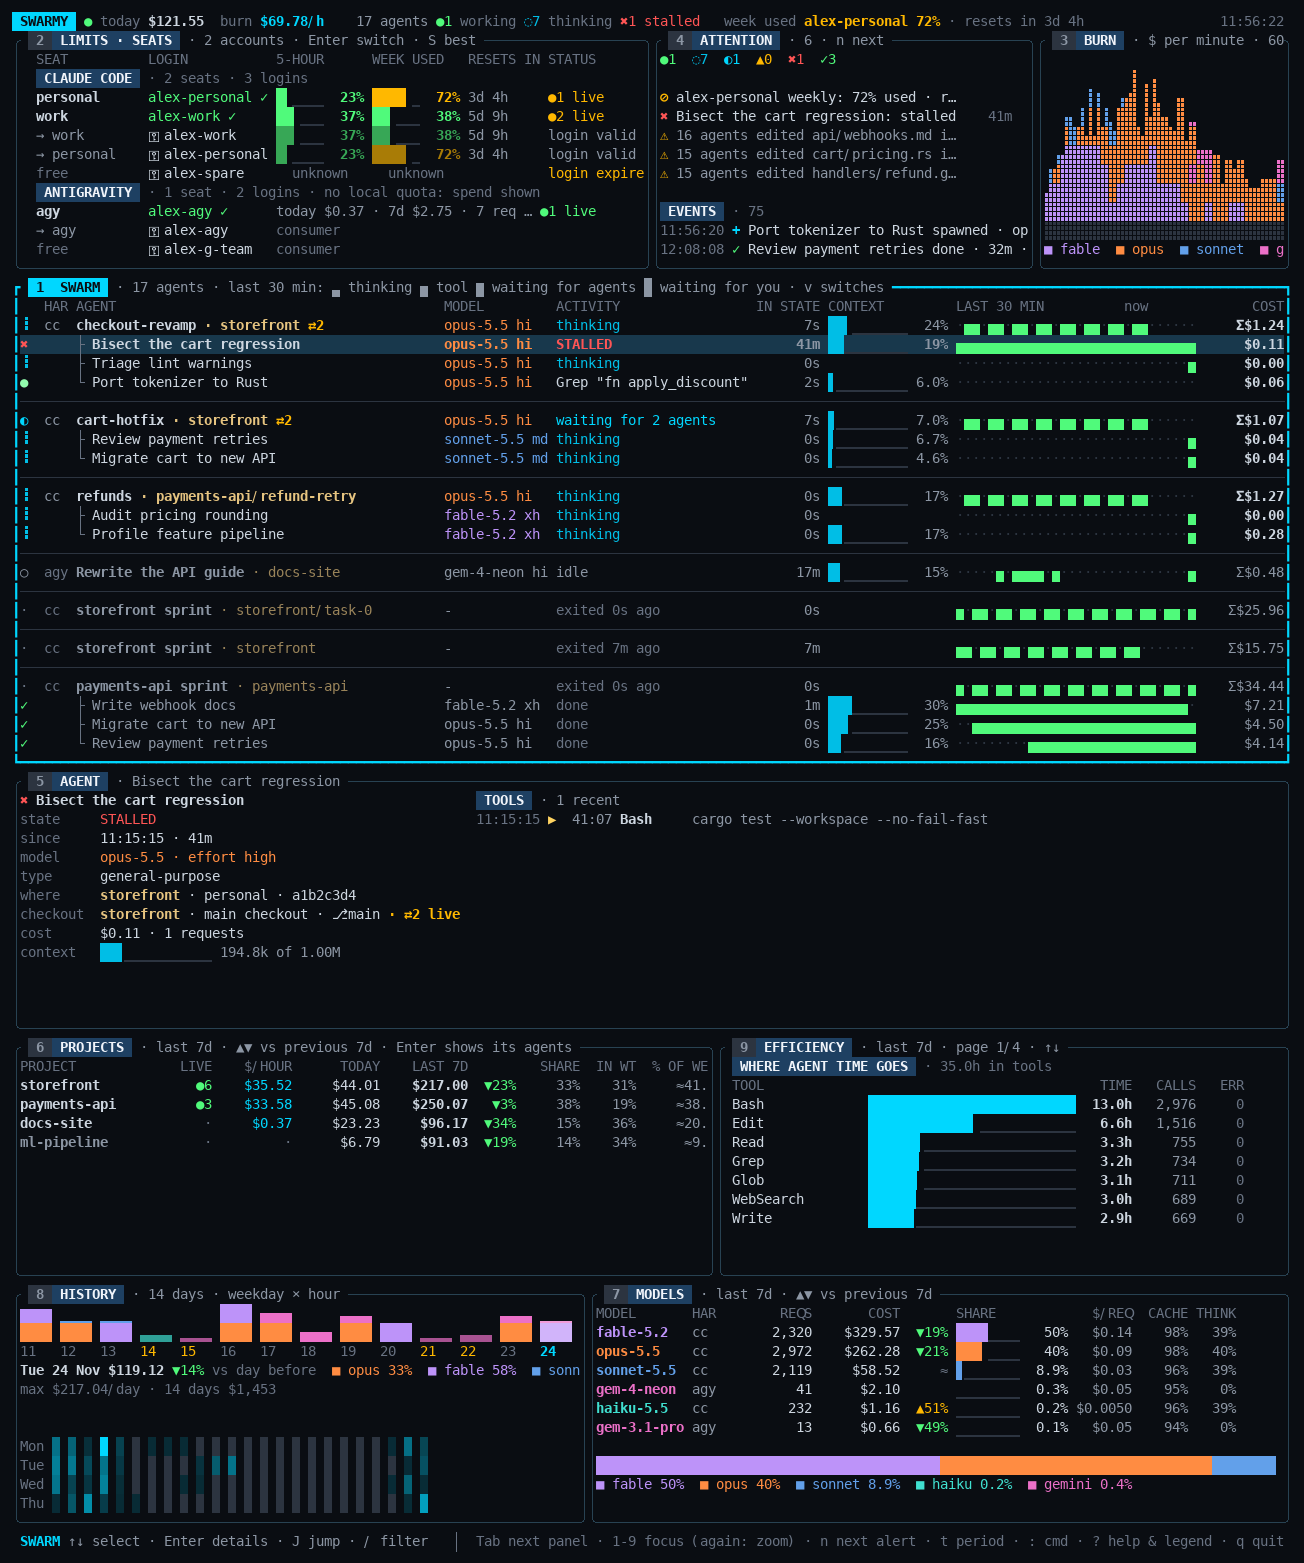 SWARMY ● today $121.55 burn $69.78/h 17 agents ●1 working ◌7 thinking ✖1 stalled week used alex-personal 72% · resets in 3d 4h 11:56:22
2 LIMITS · SEATS · 2 accounts · Enter switch · S best
SEAT LOGIN 5-HOUR WEEK USED RESETS IN STATUS
CLAUDE CODE · 2 seats · 3 logins
personal alex-personal ✓ 23% 72% 3d 4h ●1 live
work alex-work ✓ 37% 38% 5d 9h ●2 live
→ work ⚿ alex-work 37% 38% 5d 9h login valid
→ personal ⚿ alex-personal 23% 72% 3d 4h login valid
free ⚿ alex-spare unknown unknown login expire
ANTIGRAVITY · 1 seat · 2 logins · no local quota: spend shown
agy alex-agy ✓ today $0.37 · 7d $2.75 · 7 req … ●1 live
→ agy ⚿ alex-agy consumer
free ⚿ alex-g-team consumer
4 ATTENTION · 6 · n next
●1 ◌7 ◐1 ▲0 ✖1 ✓3
⊘ alex-personal weekly: 72% used · r…
✖ Bisect the cart regression: stalled 41m
⚠ 16 agents edited api/webhooks.md i…
⚠ 15 agents edited cart/pricing.rs i…
⚠ 15 agents edited handlers/refund.g…
EVENTS · 75
11:56:20 + Port tokenizer to Rust spawned · op
12:08:08 ✓ Review payment retries done · 32m ·
3 BURN · $ per minute · 60
■ fable ■ opus ■ sonnet ■ g
1 SWARM · 17 agents · last 30 min: ▄ thinking ▄ tool █ waiting for agents █ waiting for you · v switches
HAR AGENT MODEL ACTIVITY IN STATE CONTEXT LAST 30 MIN now COST
cc checkout-revamp · storefront ⇄2 opus-5.5 hi thinking 7s 24% Σ$1.24
✖ ├ Bisect the cart regression opus-5.5 hi STALLED 41m 19% $0.11
├ Triage lint warnings opus-5.5 hi thinking 0s $0.00
● └ Port tokenizer to Rust opus-5.5 hi Grep "fn apply_discount" 2s 6.0% $0.06
◐ cc cart-hotfix · storefront ⇄2 opus-5.5 hi waiting for 2 agents 7s 7.0% Σ$1.07
├ Review payment retries sonnet-5.5 md thinking 0s 6.7% $0.04
└ Migrate cart to new API sonnet-5.5 md thinking 0s 4.6% $0.04
cc refunds · payments-api/refund-retry opus-5.5 hi thinking 0s 17% Σ$1.27
├ Audit pricing rounding fable-5.2 xh thinking 0s $0.00
└ Profile feature pipeline fable-5.2 xh thinking 0s 17% $0.28
○ agy Rewrite the API guide · docs-site gem-4-neon hi idle 17m 15% Σ$0.48
· cc storefront sprint · storefront/task-0 - exited 0s ago 0s Σ$25.96
· cc storefront sprint · storefront - exited 7m ago 7m Σ$15.75
· cc payments-api sprint · payments-api - exited 0s ago 0s Σ$34.44
✓ ├ Write webhook docs fable-5.2 xh done 1m 30% $7.21
✓ ├ Migrate cart to new API opus-5.5 hi done 0s 25% $4.50
✓ └ Review payment retries opus-5.5 hi done 0s 16% $4.14
5 AGENT · Bisect the cart regression
✖ Bisect the cart regression
state STALLED
since 11:15:15 · 41m
model opus-5.5 · effort high
type general-purpose
where storefront · personal · a1b2c3d4
checkout storefront · main checkout · ⎇main · ⇄2 live
cost $0.11 · 1 requests
context 194.8k of 1.00M
TOOLS · 1 recent
11:15:15 ▶ 41:07 Bash cargo test --workspace --no-fail-fast
6 PROJECTS · last 7d · ▲▼ vs previous 7d · Enter shows its agents
PROJECT LIVE $/HOUR TODAY LAST 7D SHARE IN WT % OF WE
storefront ●6 $35.52 $44.01 $217.00 ▼23% 33% 31% ≈41.
payments-api ●3 $33.58 $45.08 $250.07 ▼3% 38% 19% ≈38.
docs-site · $0.37 $23.23 $96.17 ▼34% 15% 36% ≈20.
ml-pipeline · · $6.79 $91.03 ▼19% 14% 34% ≈9.
9 EFFICIENCY · last 7d · page 1/4 · ↑↓
WHERE AGENT TIME GOES · 35.0h in tools
TOOL TIME CALLS ERR
Bash 13.0h 2,976 0
Edit 6.6h 1,516 0
Read 3.3h 755 0
Grep 3.2h 734 0
Glob 3.1h 711 0
WebSearch 3.0h 689 0
Write 2.9h 669 0
8 HISTORY · 14 days · weekday × hour
11 12 13 14 15 16 17 18 19 20 21 22 23 24
Tue 24 Nov $119.12 ▼14% vs day before ■ opus 33% ■ fable 58% ■ sonn
max $217.04/day · 14 days $1,453
Mon
Tue
Wed
Thu
7 MODELS · last 7d · ▲▼ vs previous 7d
MODEL HAR REQS COST SHARE $/REQ CACHE THINK
fable-5.2 cc 2,320 $329.57 ▼19% 50% $0.14 98% 39%
opus-5.5 cc 2,972 $262.28 ▼21% 40% $0.09 98% 40%
sonnet-5.5 cc 2,119 $58.52 ≈ 8.9% $0.03 96% 39%
gem-4-neon agy 41 $2.10 0.3% $0.05 95% 0%
haiku-5.5 cc 232 $1.16 ▲51% 0.2% $0.0050 96% 39%
gem-3.1-pro agy 13 $0.66 ▼49% 0.1% $0.05 94% 0%
■ fable 50% ■ opus 40% ■ sonnet 8.9% ■ haiku 0.2% ■ gemini 0.4%
SWARM ↑↓ select · Enter details · J jump · / filter │ Tab next panel · 1-9 focus (again: zoom) · n next alert · t period · : cmd · ? help & legend · q quit